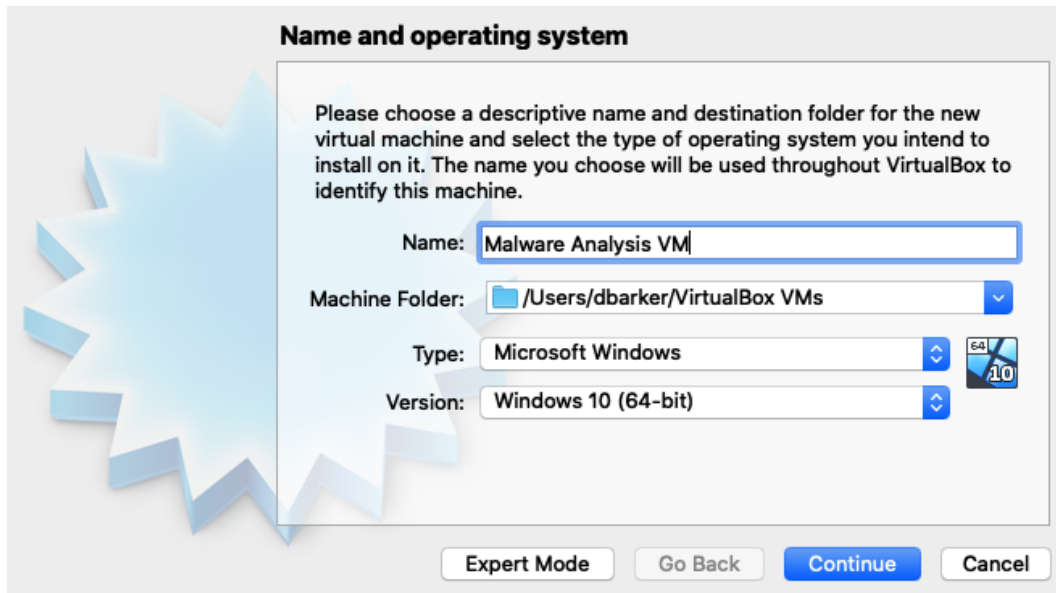 Name and operating system
Please choose a descriptive name and destination folder for the new
virtual machine and select the type of operating system you intend to
install on it. The name you choose will be used throughout VirtualBox to
identify this machine.
Name: Malware Analysis VM
Machine Folder: /Users/dbarker/VirtualBox VMs
Type: Microsoft Windows
64
10
Version: Windows 10 (64-bit)
Expert Mode Go Back Continue Cancel